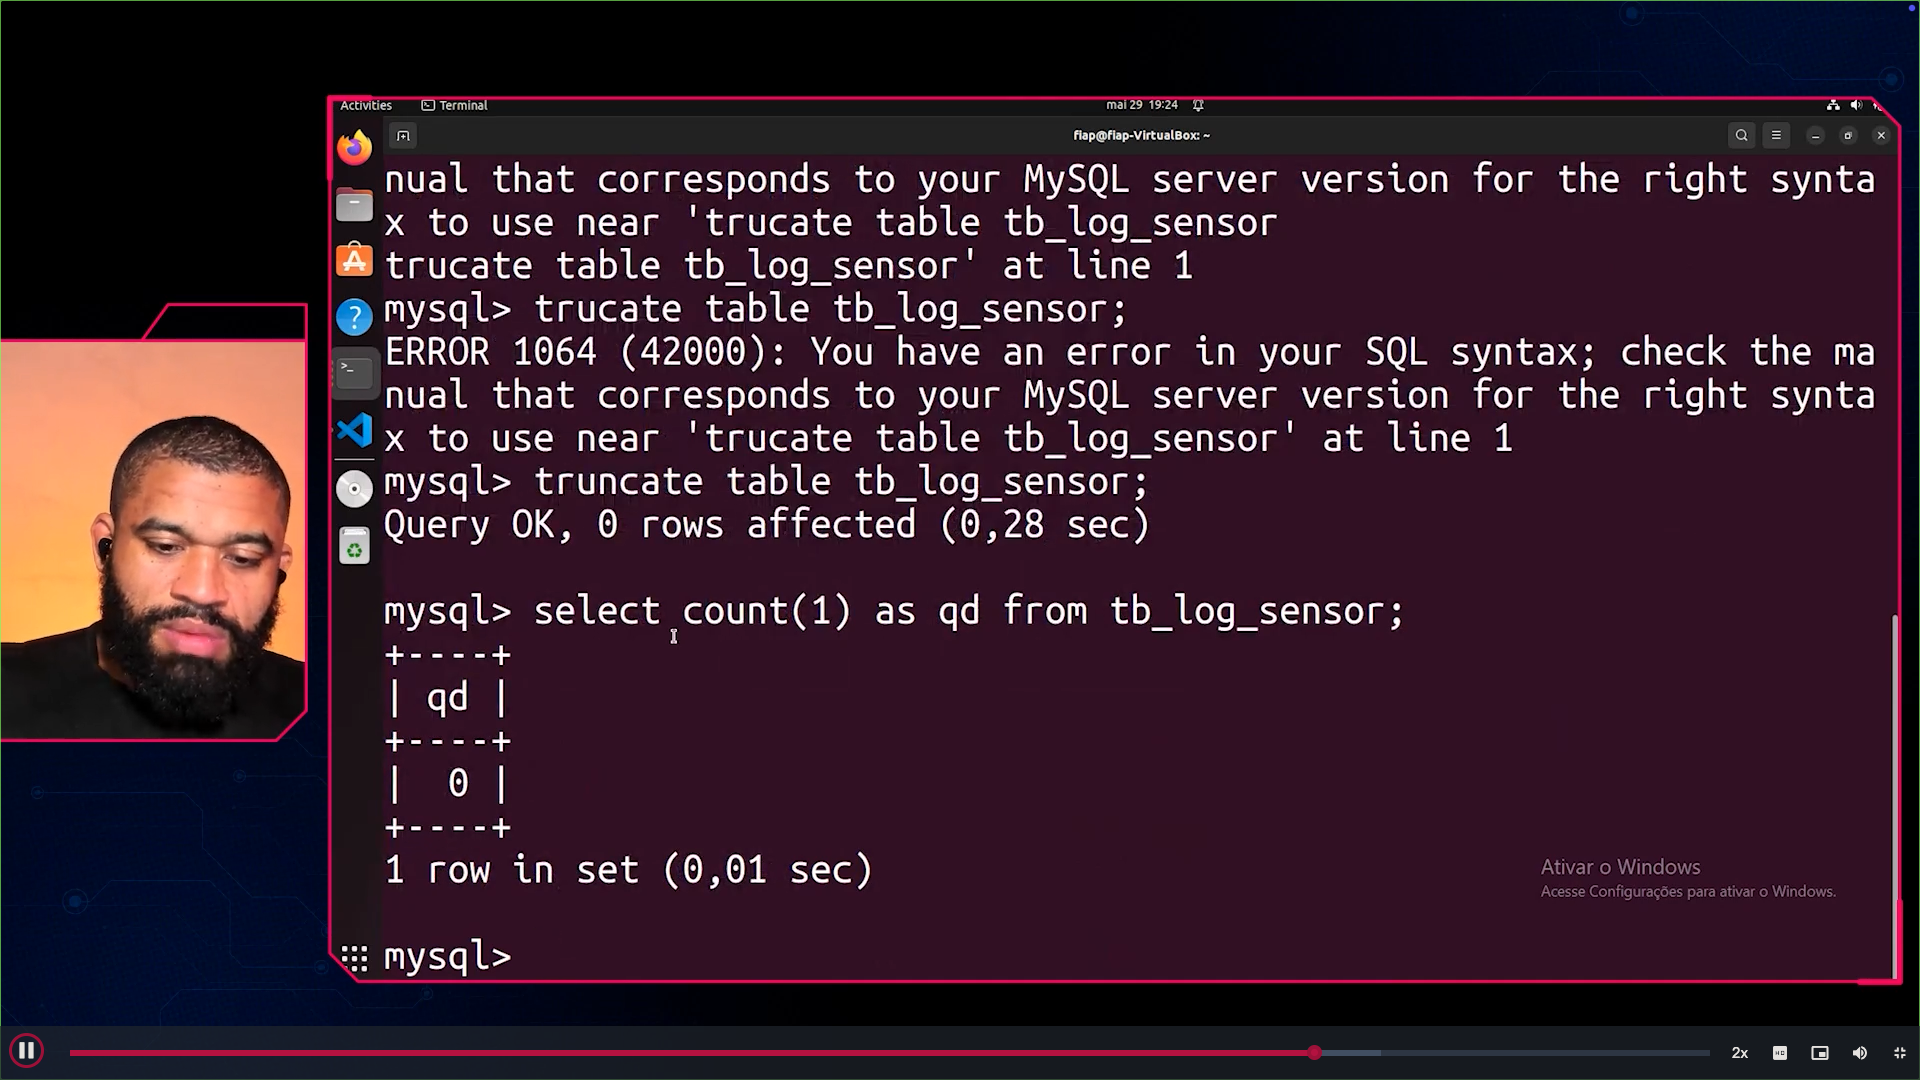 Activities
Terminal
mai 29 19:24
fiap@fiap-VirtualBox: ~
nual that corresponds to your MySQL server version for the right synta
x to use near 'trucate table tb_log_sensor
trucate table tb_log_sensor' at line 1
mysql> trucate table tb_log_sensor;
ERROR 1064 (42000): You have an error in your SQL syntax; check the ma
nual that corresponds to your MySQL server version for the right synta
x to use near 'trucate table tb_log_sensor' at line 1
mysql> truncate table tb_log_sensor;
Query OK, 0 rows affected (0,28 sec)
mysql> select count(1) as qd from tb_log_sensor;
+----+
| qd |
+----+
|  0 |
+----+
1 row in set (0,01 sec)
mysql>
Ativar o Windows
Acesse Configurações para ativar o Windows.
2x
HD